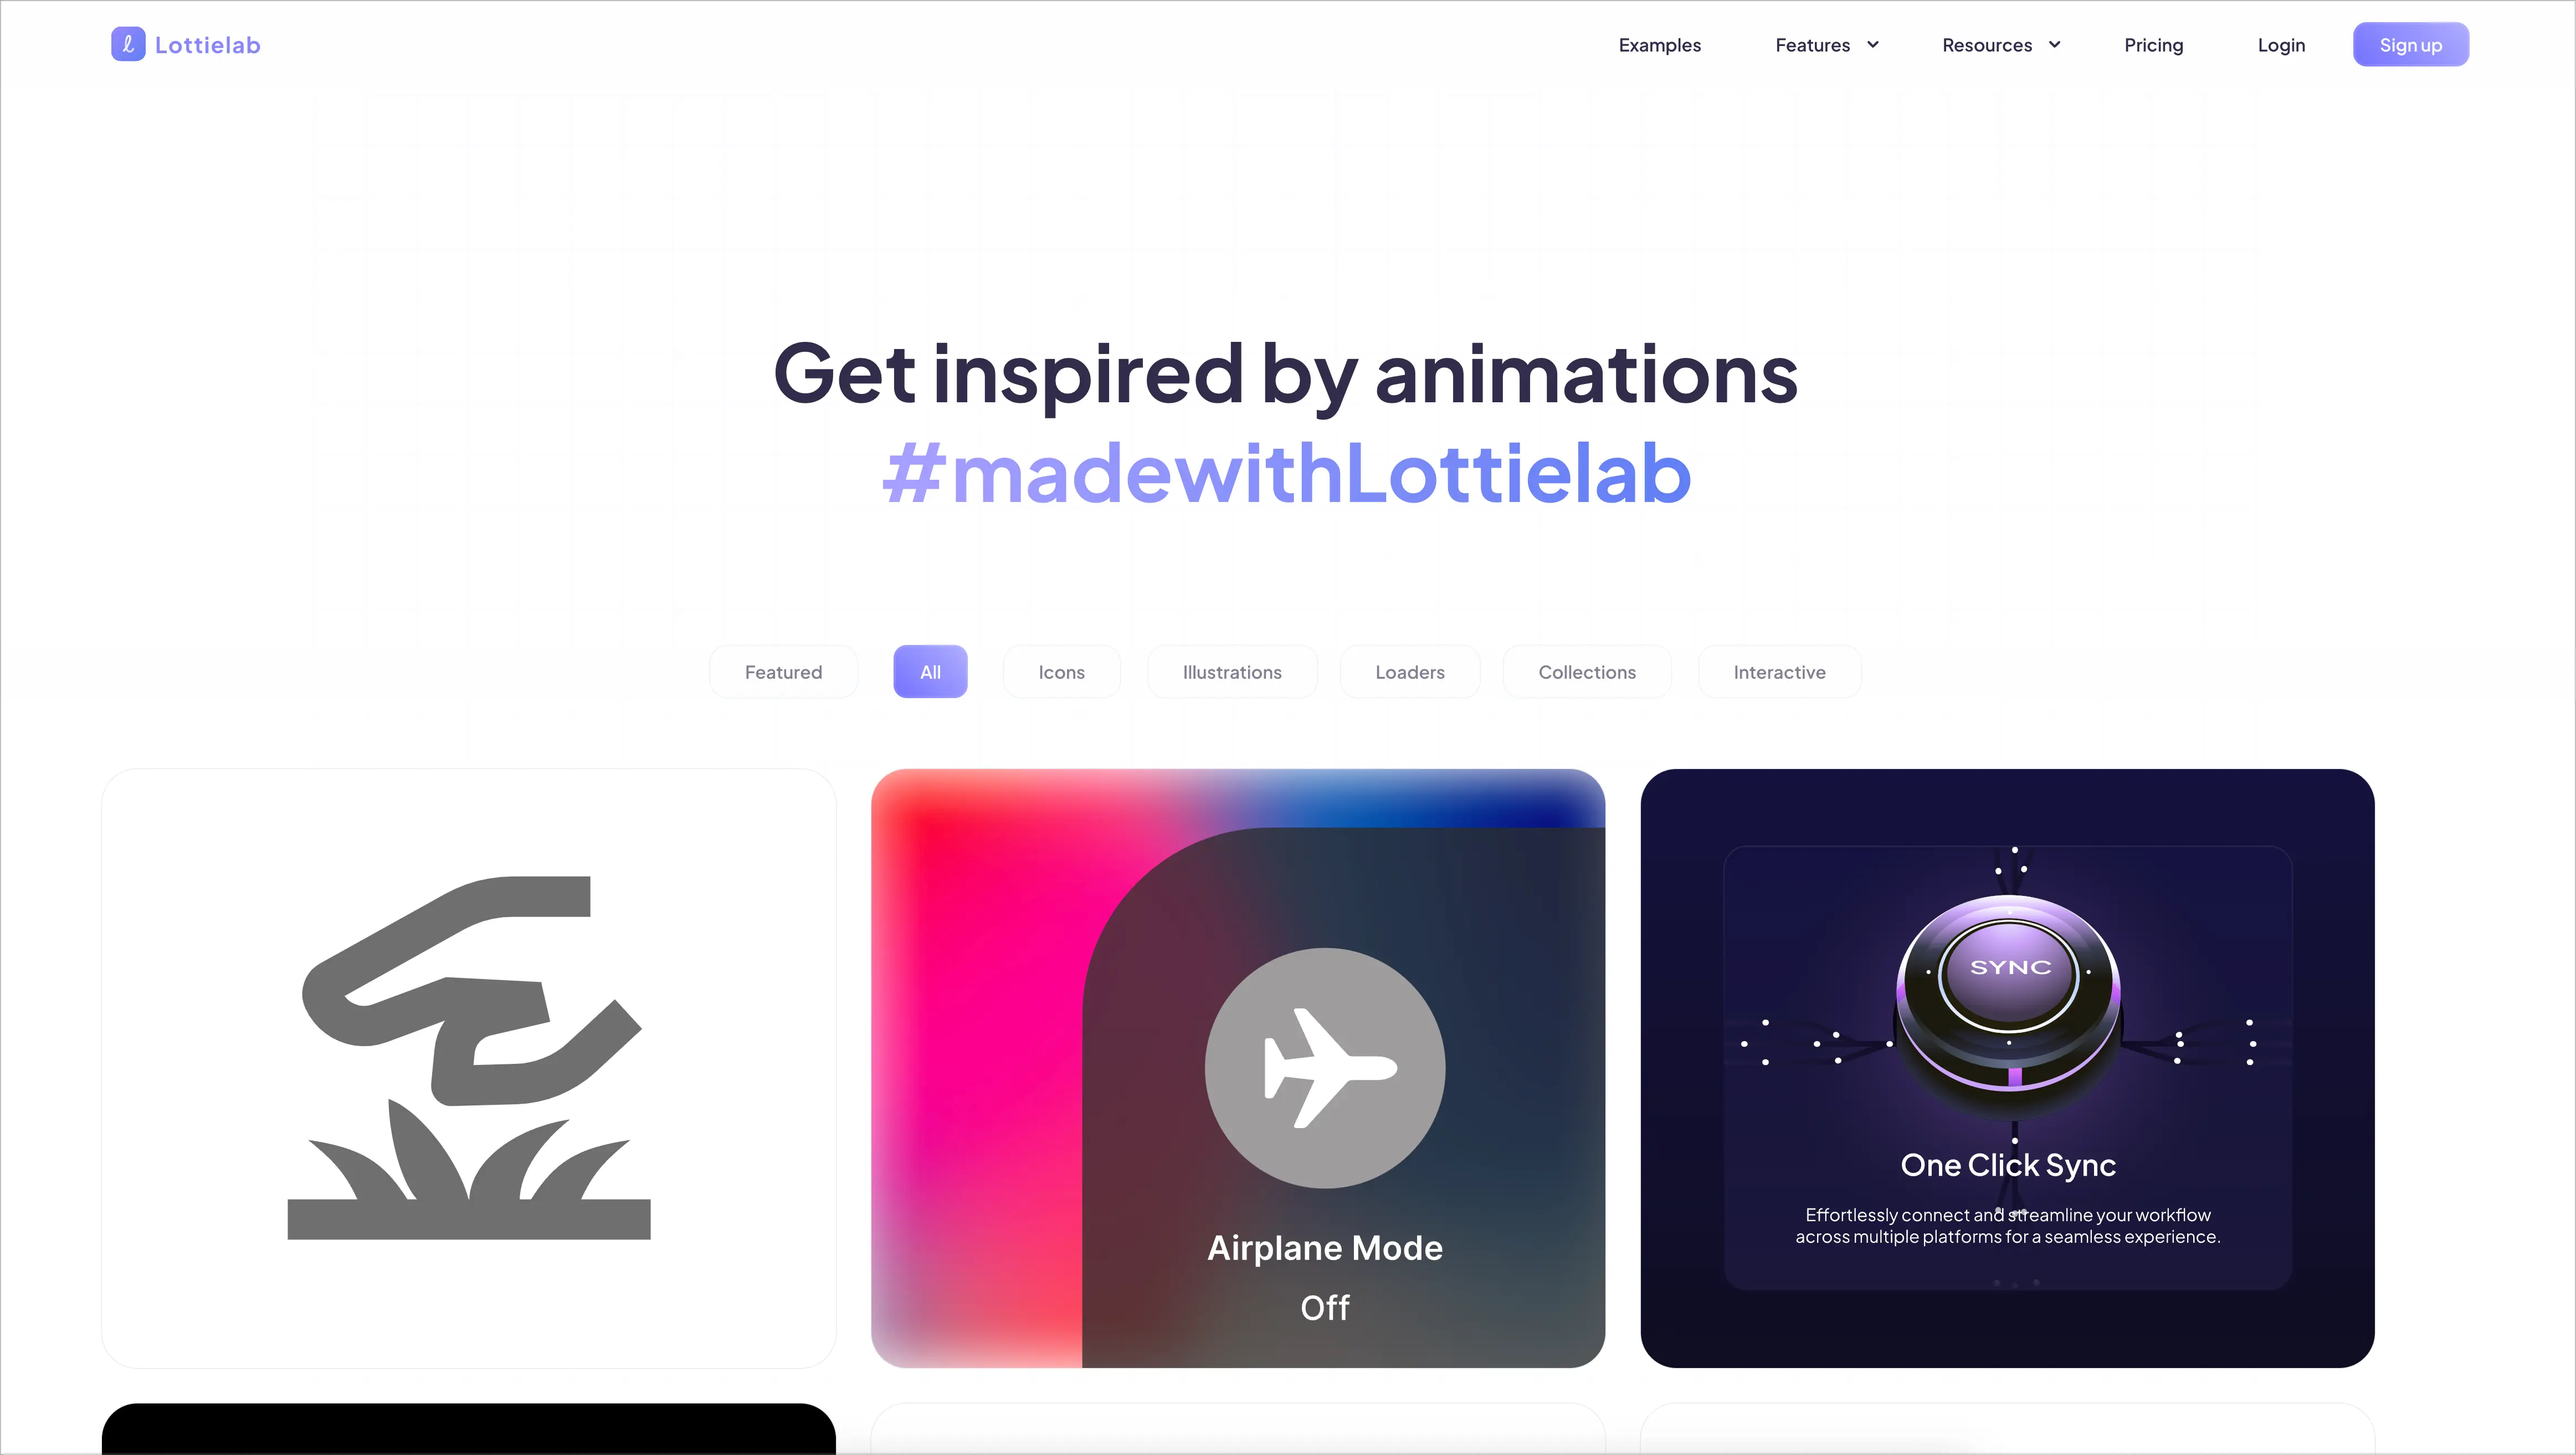 Lottielab
Examples
Features
Resources
Pricing
Login
Sign up
Get inspired by animations
#madewithLottielab
Featured
All
Icons
Illustrations
Loaders
Collections
Interactive
Airplane Mode
Off
SYNC
One Click Sync
Effortlessly connect and streamline your workflow
across multiple platforms for a seamless experience.